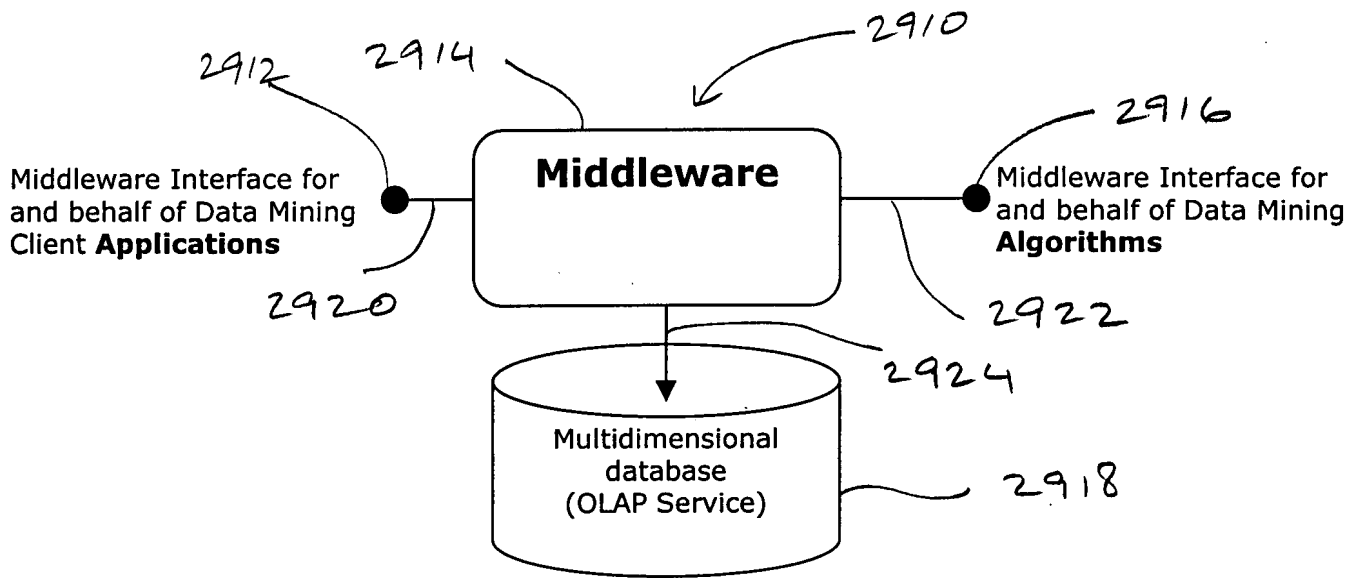 2910
2912
2914
2916
Middleware
Middleware Interface for
and behalf of Data Mining
Client Applications
Middleware Interface for
and behalf of Data Mining
Algorithms
2920
2922
2924
Multidimensional
database
(OLAP Service)
2918